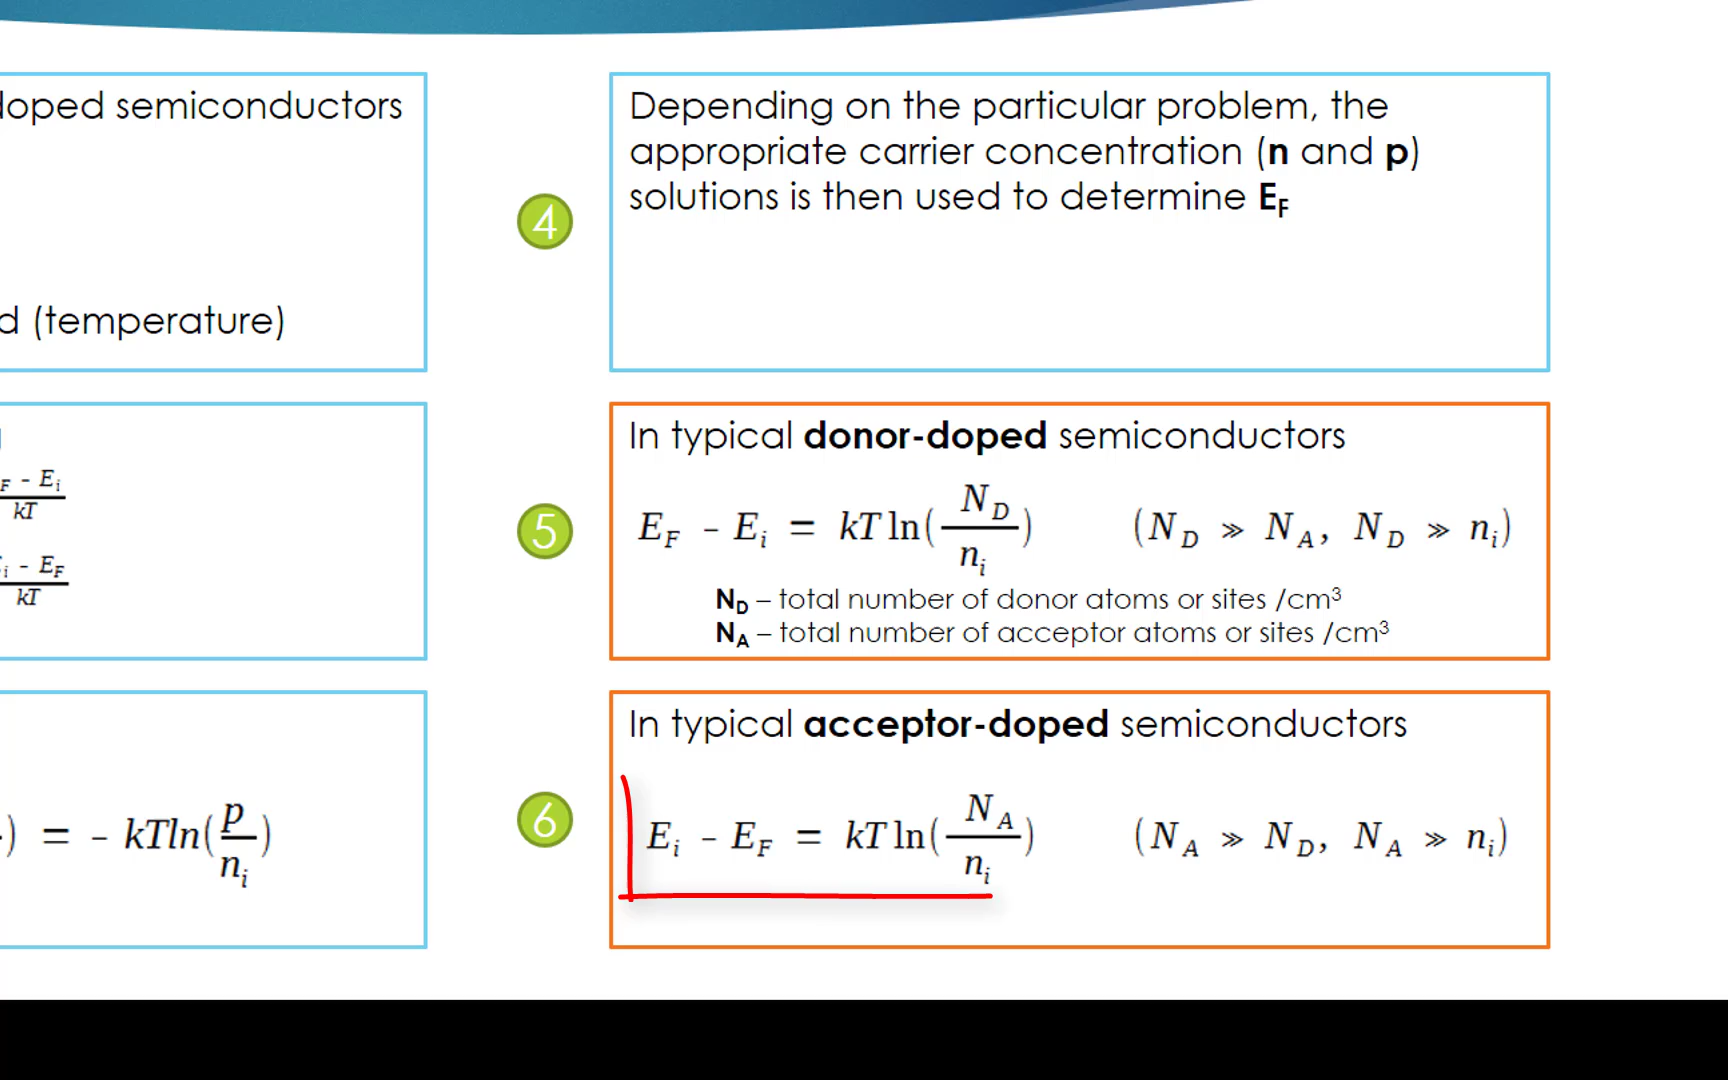 doped semiconductors
d (temperature)
F - Ei
kT
i - EF
kT
) = - kTln(p/ni)
4
Depending on the particular problem, the
appropriate carrier concentration (n and p)
solutions is then used to determine EF
5
In typical donor-doped semiconductors
EF - Ei = kT ln(ND/ni) (ND ≫ NA, ND ≫ ni)
ND – total number of donor atoms or sites /cm³
NA – total number of acceptor atoms or sites /cm³
6
In typical acceptor-doped semiconductors
Ei - EF = kT ln(NA/ni) (NA ≫ ND, NA ≫ ni)